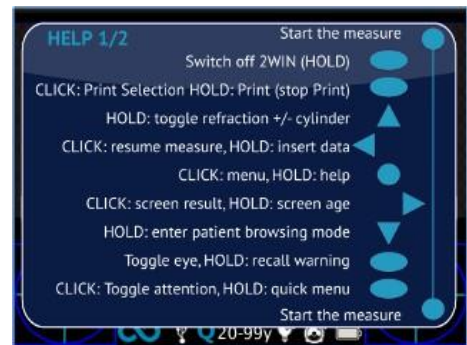 HELP 1/2
Start the measure
Switch off 2WIN (HOLD)
CLICK: Print Selection HOLD: Print (stop Print)
HOLD: toggle refraction +/- cylinder
CLICK: resume measure, HOLD: insert data
CLICK: menu, HOLD: help
CLICK: screen result, HOLD: screen age
HOLD: enter patient browsing mode
Toggle eye, HOLD: recall warning
CLICK: Toggle attention, HOLD: quick menu
Start the measure
20-99y